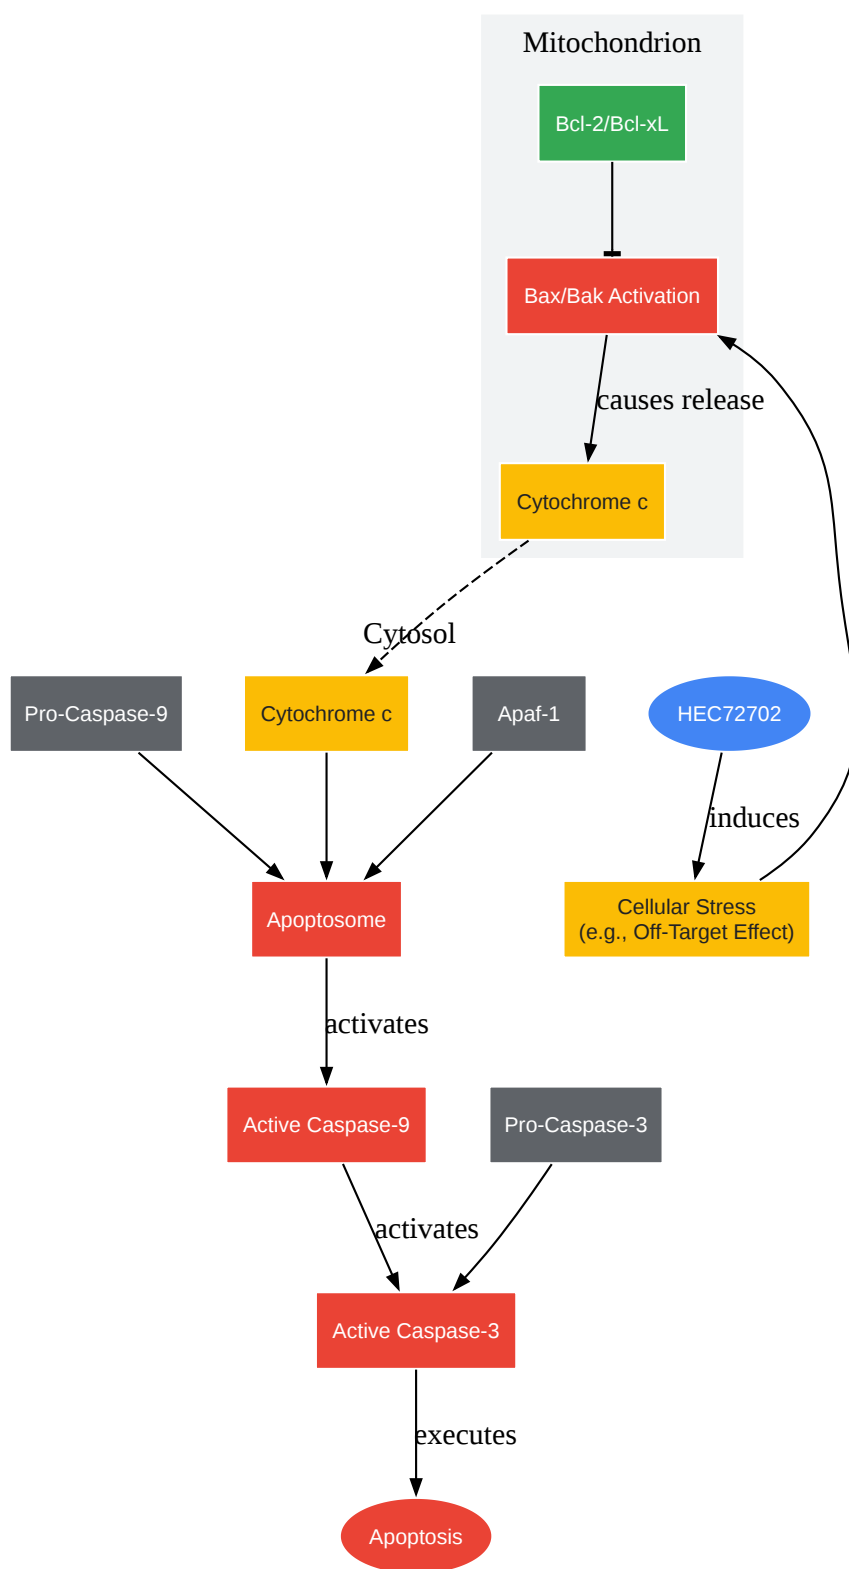 Mitochondrion
Bcl-2/Bcl-xL
Bax/Bak Activation
causes release
Cytochrome c
Cytosol
Pro-Caspase-9
Cytochrome c
Apaf-1
HEC72702
induces
Apoptosome
Cellular Stress
(e.g., Off-Target Effect)
activates
Active Caspase-9
Pro-Caspase-3
activates
Active Caspase-3
executes
Apoptosis